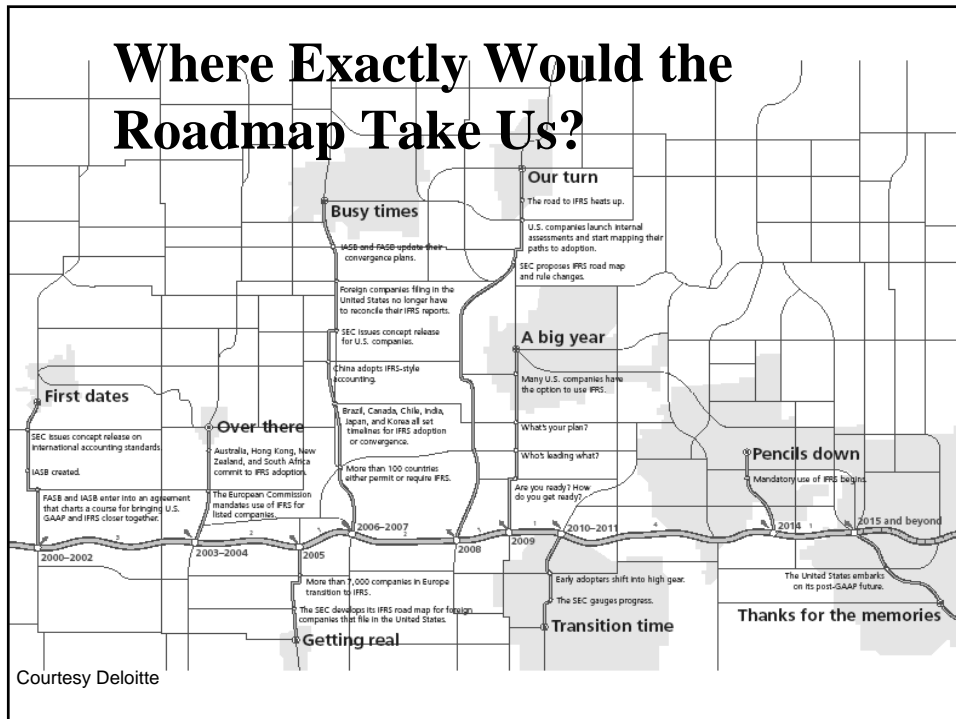 Where Exactly Would the
Roadmap Take Us?
First dates
SEC issues concept release on
international accounting standards.
IASB created.
FASB and IASB enter into an agreement
that charts a course for bringing U.S.
GAAP and IFRS closer together.
2000–2002
3
Over there
Australia, Hong Kong, New
Zealand, and South Africa
commit to IFRS adoption.
The European Commission
mandates use of IFRS for
listed companies.
2003–2004
2
2005
More than 7,000 companies in Europe
transition to IFRS.
The SEC develops its IFRS road map for foreign
companies that file in the United States.
Getting real
1
Busy times
IASB and FASB update their
convergence plans.
Foreign companies filing in the
United States no longer have
to reconcile their IFRS reports.
SEC issues concept release
for U.S. companies.
China adopts IFRS-style
accounting.
Brazil, Canada, Chile, India,
Japan, and Korea all set
timelines for IFRS adoption
or convergence.
More than 100 countries
either permit or require IFRS.
2006–2007
2
Our turn
The road to IFRS heats up.
U.S. companies launch internal
assessments and start mapping their
paths to adoption.
SEC proposes IFRS road map
and rule changes.
2008
1
A big year
Many U.S. companies have
the option to use IFRS.
What's your plan?
Who's leading what?
Are you ready? How
do you get ready?
2009
1
2010–2011
Early adopters shift into high gear.
The SEC gauges progress.
Transition time
4
Pencils down
Mandatory use of IFRS begins.
2014
1
2015 and beyond
The United States embarks
on its post-GAAP future.
Thanks for the memories
Courtesy Deloitte